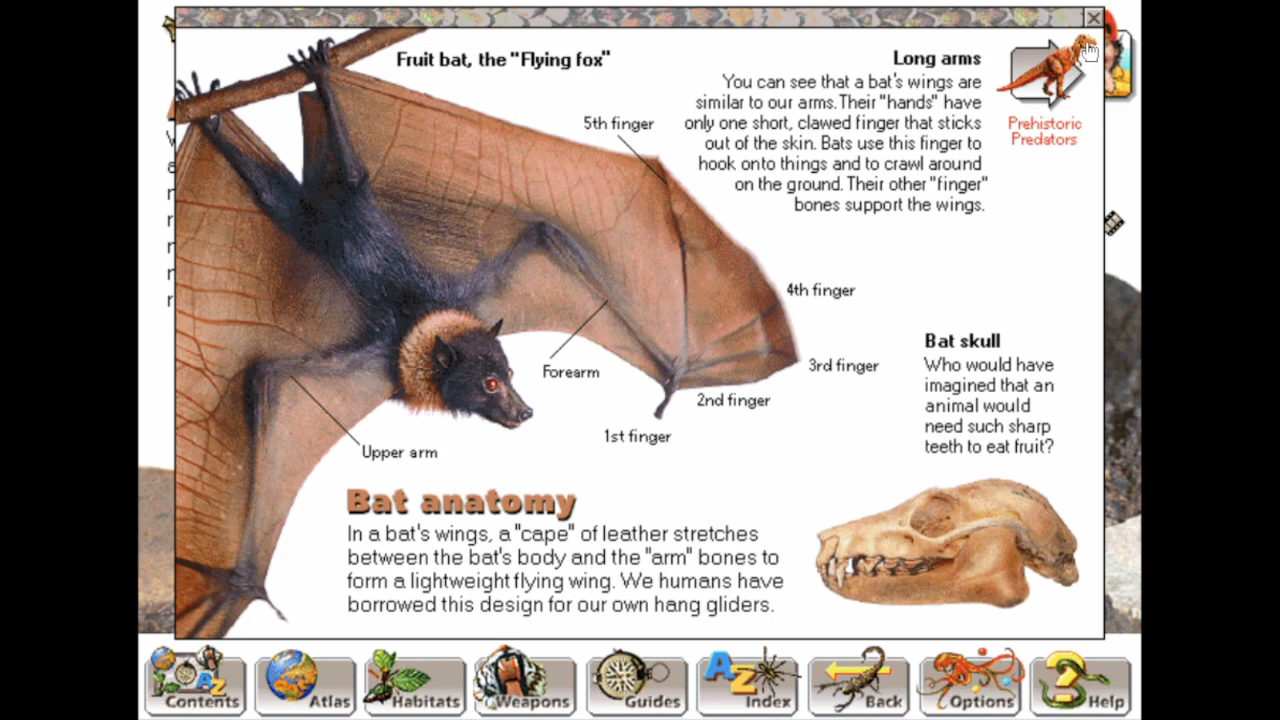 Fruit bat, the "Flying fox"
Long arms
You can see that a bat's wings are
similar to our arms. Their "hands" have
only one short, clawed finger that sticks
out of the skin. Bats use this finger to
hook onto things and to crawl around
on the ground. Their other "finger"
bones support the wings.
Prehistoric
Predators
5th finger
4th finger
3rd finger
2nd finger
1st finger
Forearm
Upper arm
Bat skull
Who would have
imagined that an
animal would
need such sharp
teeth to eat fruit?
Bat anatomy
In a bat's wings, a "cape" of leather stretches
between the bat's body and the "arm" bones to
form a lightweight flying wing. We humans have
borrowed this design for our own hang gliders.
Contents
Atlas
Habitats
Weapons
Guides
AZ
Index
Back
Options
?
Help